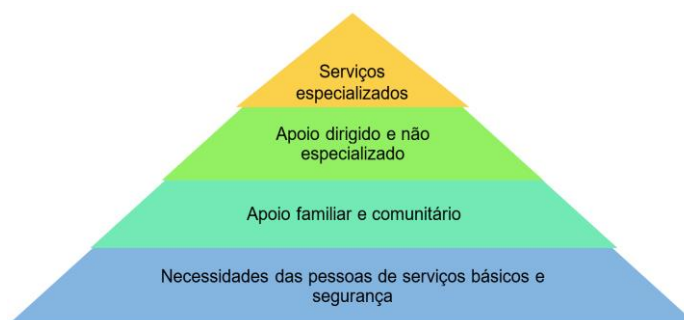 Serviços
especializados
Apoio dirigido e não
especializado
Apoio familiar e comunitário
Necessidades das pessoas de serviços básicos e
segurança